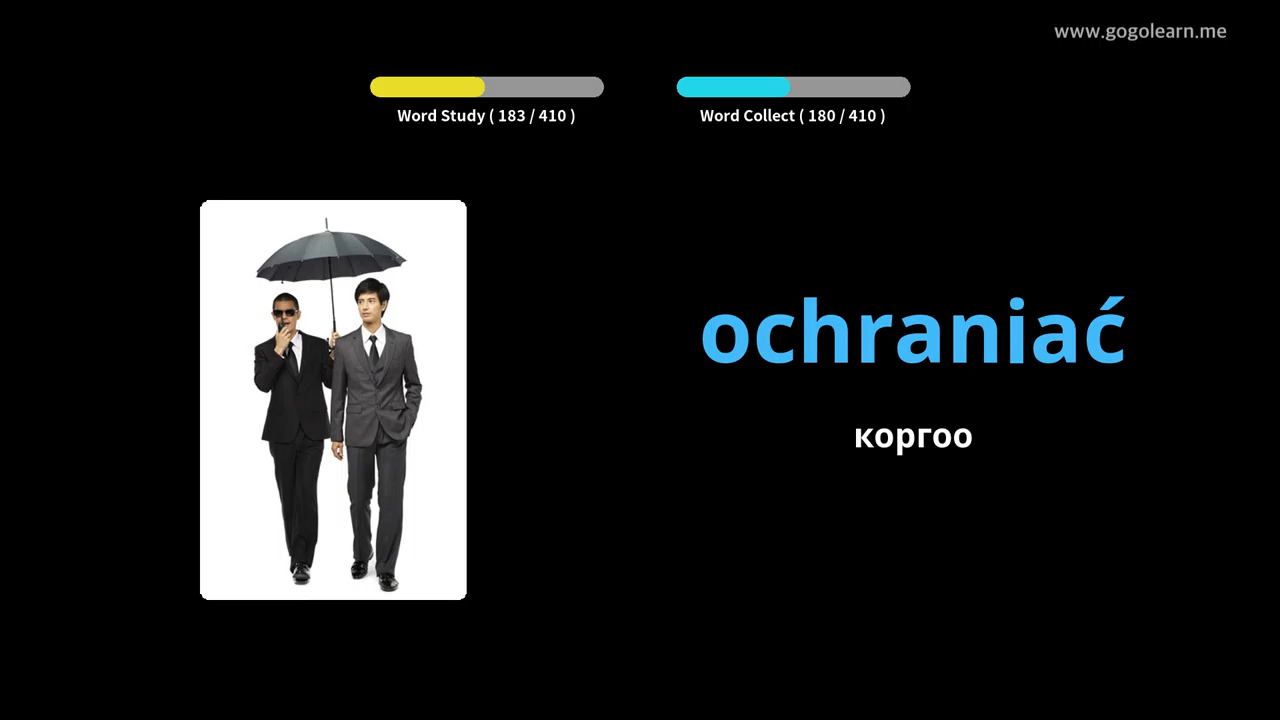 www.gogolearn.me
Word Study ( 183 / 410 )
Word Collect ( 180 / 410 )
ochraniać
коргоо